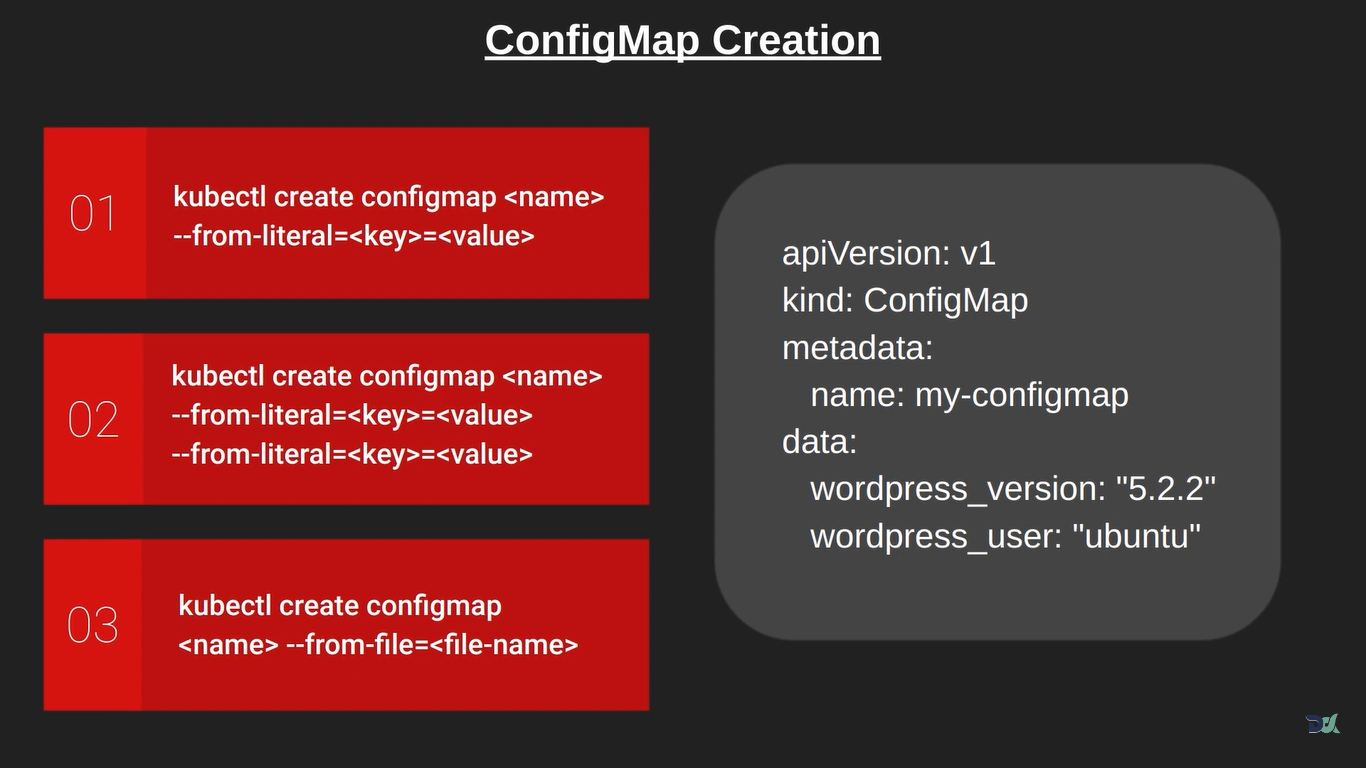 ConfigMap Creation
01
kubectl create configmap <name>
--from-literal=<key>=<value>
02
kubectl create configmap <name>
--from-literal=<key>=<value>
--from-literal=<key>=<value>
03
kubectl create configmap
<name> --from-file=<file-name>
apiVersion: v1
kind: ConfigMap
metadata:
name: my-configmap
data:
wordpress_version: "5.2.2"
wordpress_user: "ubuntu"